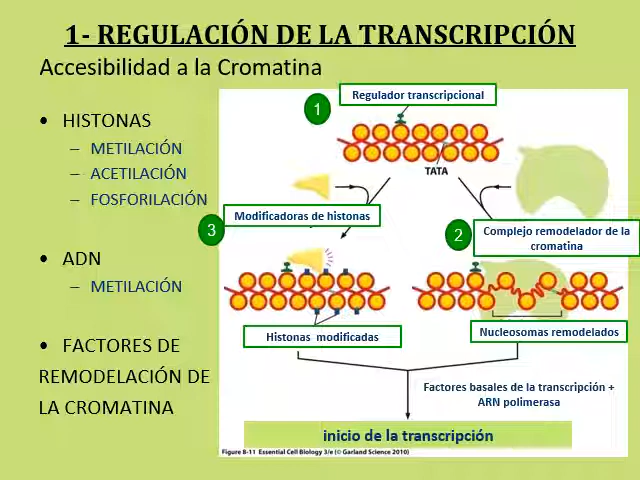 1- REGULACIÓN DE LA TRANSCRIPCIÓN
Accesibilidad a la Cromatina
• HISTONAS
– METILACIÓN
– ACETILACIÓN
– FOSFORILACIÓN
• ADN
– METILACIÓN
• FACTORES DE
REMODELACIÓN DE
LA CROMATINA
Regulador transcripcional
1
TATA
Modificadoras de histonas
3
2
Complejo remodelador de la
cromatina
Histonas modificadas
Nucleosomas remodelados
Factores basales de la transcripción +
ARN polimerasa
inicio de la transcripción
Figure 8-11 Essential Cell Biology 3/e (© Garland Science 2010)